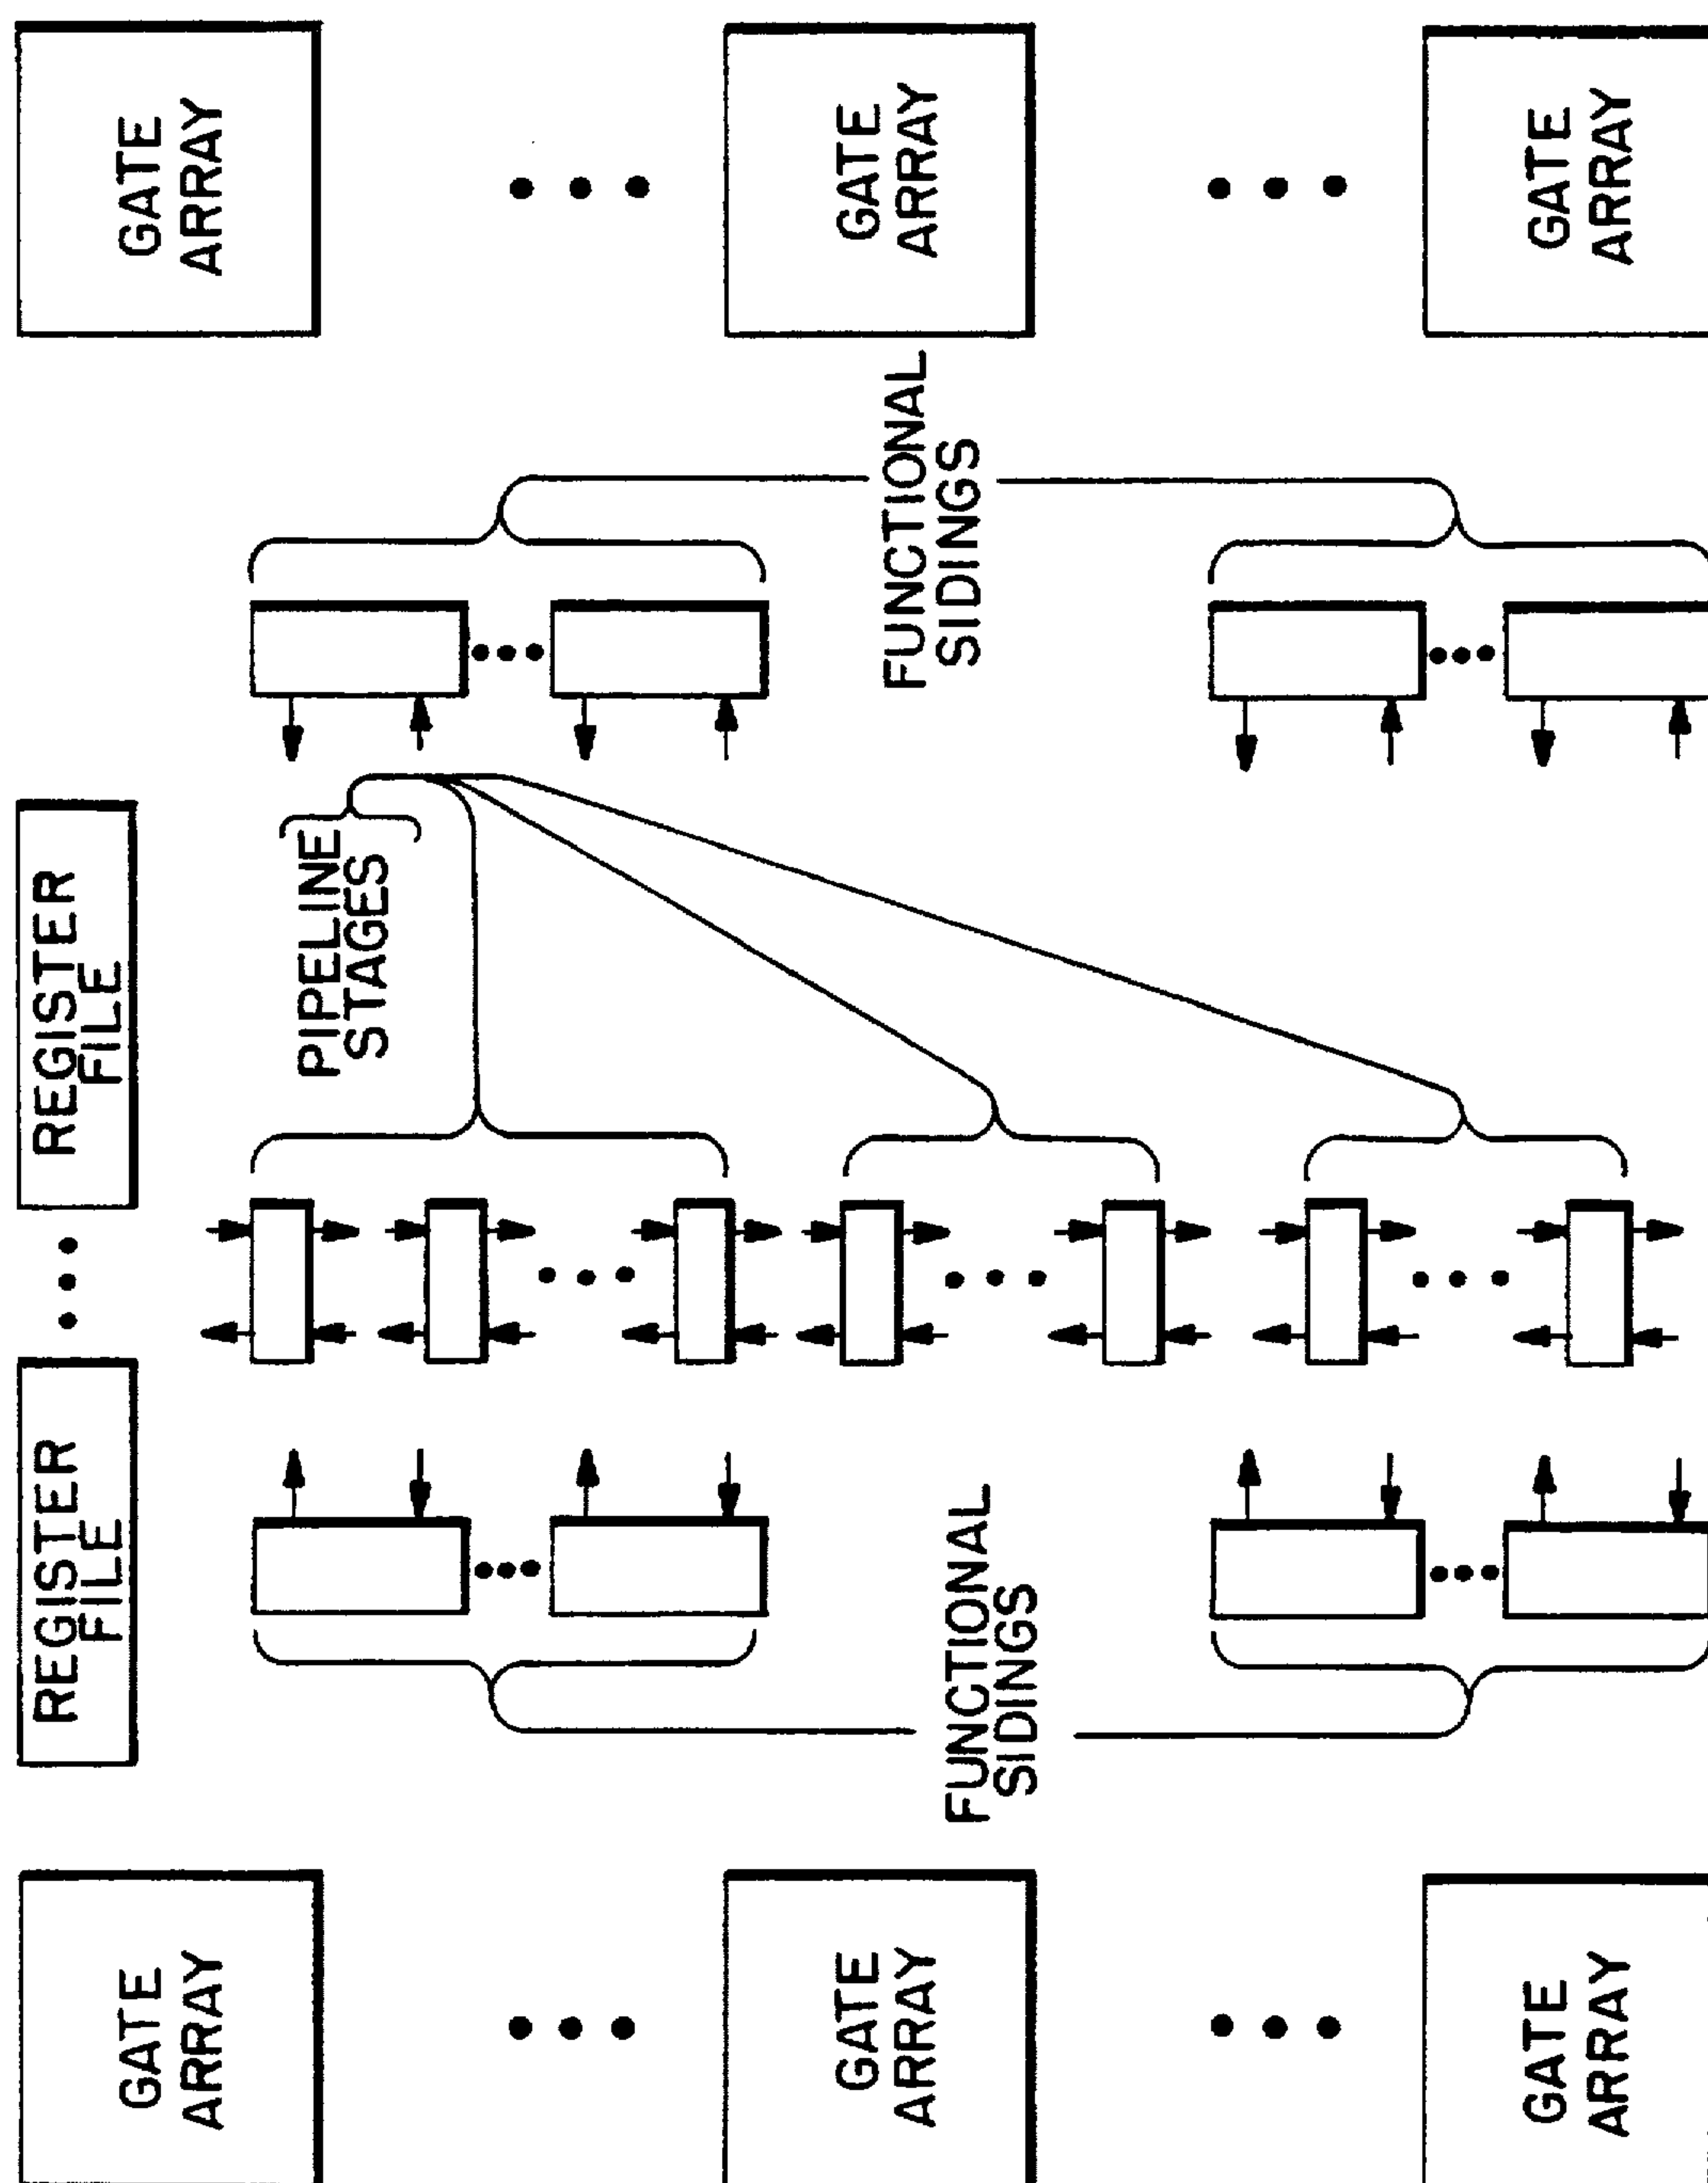 GATE
ARRAY
GATE
ARRAY
GATE
ARRAY
FUNCTIONAL
SIDINGS
REGISTER
FILE
PIPELINE
STAGES
REGISTER
FILE
FUNCTIONAL
SIDINGS
GATE
ARRAY
GATE
ARRAY
GATE
ARRAY